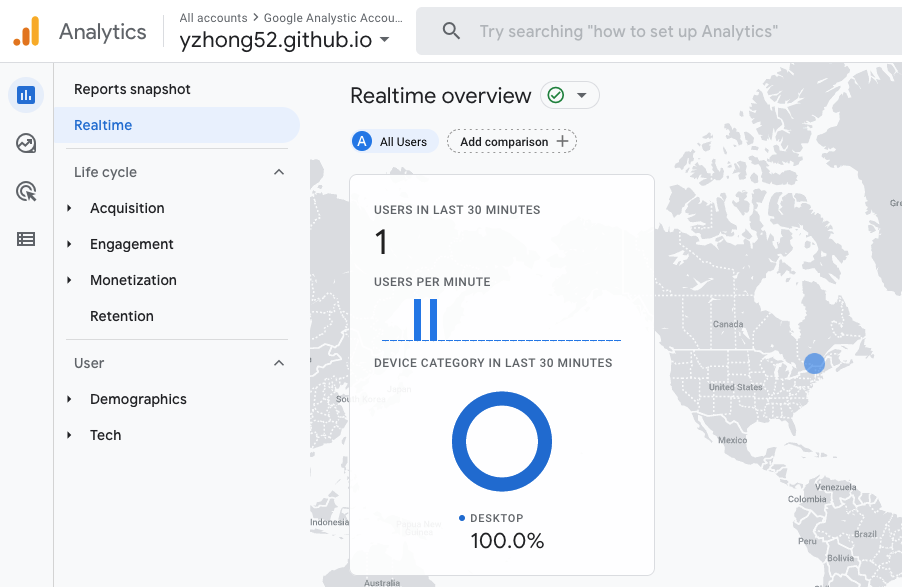 Analytics
All accounts > Google Analystic Accou...
yzhong52.github.io
Try searching "how to set up Analytics"
Reports snapshot
Realtime
Life cycle
Acquisition
Engagement
Monetization
Retention
User
Demographics
Tech
Realtime overview
A All Users
Add comparison
USERS IN LAST 30 MINUTES
1
USERS PER MINUTE
DEVICE CATEGORY IN LAST 30 MINUTES
DESKTOP
100.0%
Gre
Canada
United States
Mexico
Venezuela
Colombia
Brazil
Peru
Bolivia
South Korea
Japan
Indonesia
Papua New
Guinea
Australia